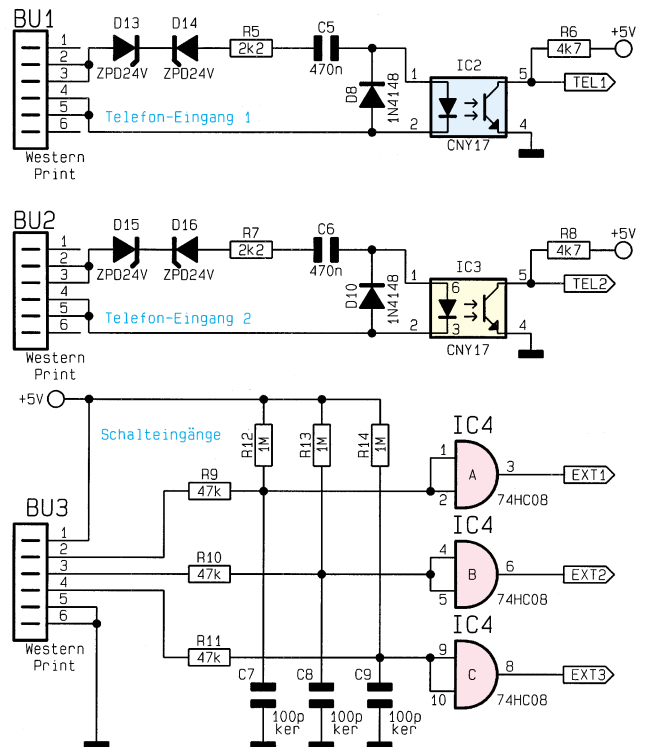 BU1
D13 D14 R5 C5 R6 +5V
1
2
3
4
5
6
ZPD24V ZPD24V 2k2 470n 4k7
IC2
1 5 TEL1
D8 1N4148
Telefon-Eingang 1
2 4
CNY17
Western
Print
BU2
D15 D16 R7 C6 R8 +5V
1
2
3
4
5
6
ZPD24V ZPD24V 2k2 470n 4k7
IC3
1 6 5 TEL2
D10 1N4148
Telefon-Eingang 2
2 3 4
CNY17
Western
Print
+5V
Schalteingänge
R12 1M R13 1M R14 1M
IC4
1
2 A 3 EXT1
74HC08
R9
47k
BU3
1
2
3
4
5
6
IC4
R10
47k
4
5 B 6 EXT2
74HC08
IC4
R11
47k
9
10 C 8 EXT3
74HC08
Western
Print
C7 C8 C9
100p 100p 100p
ker ker ker